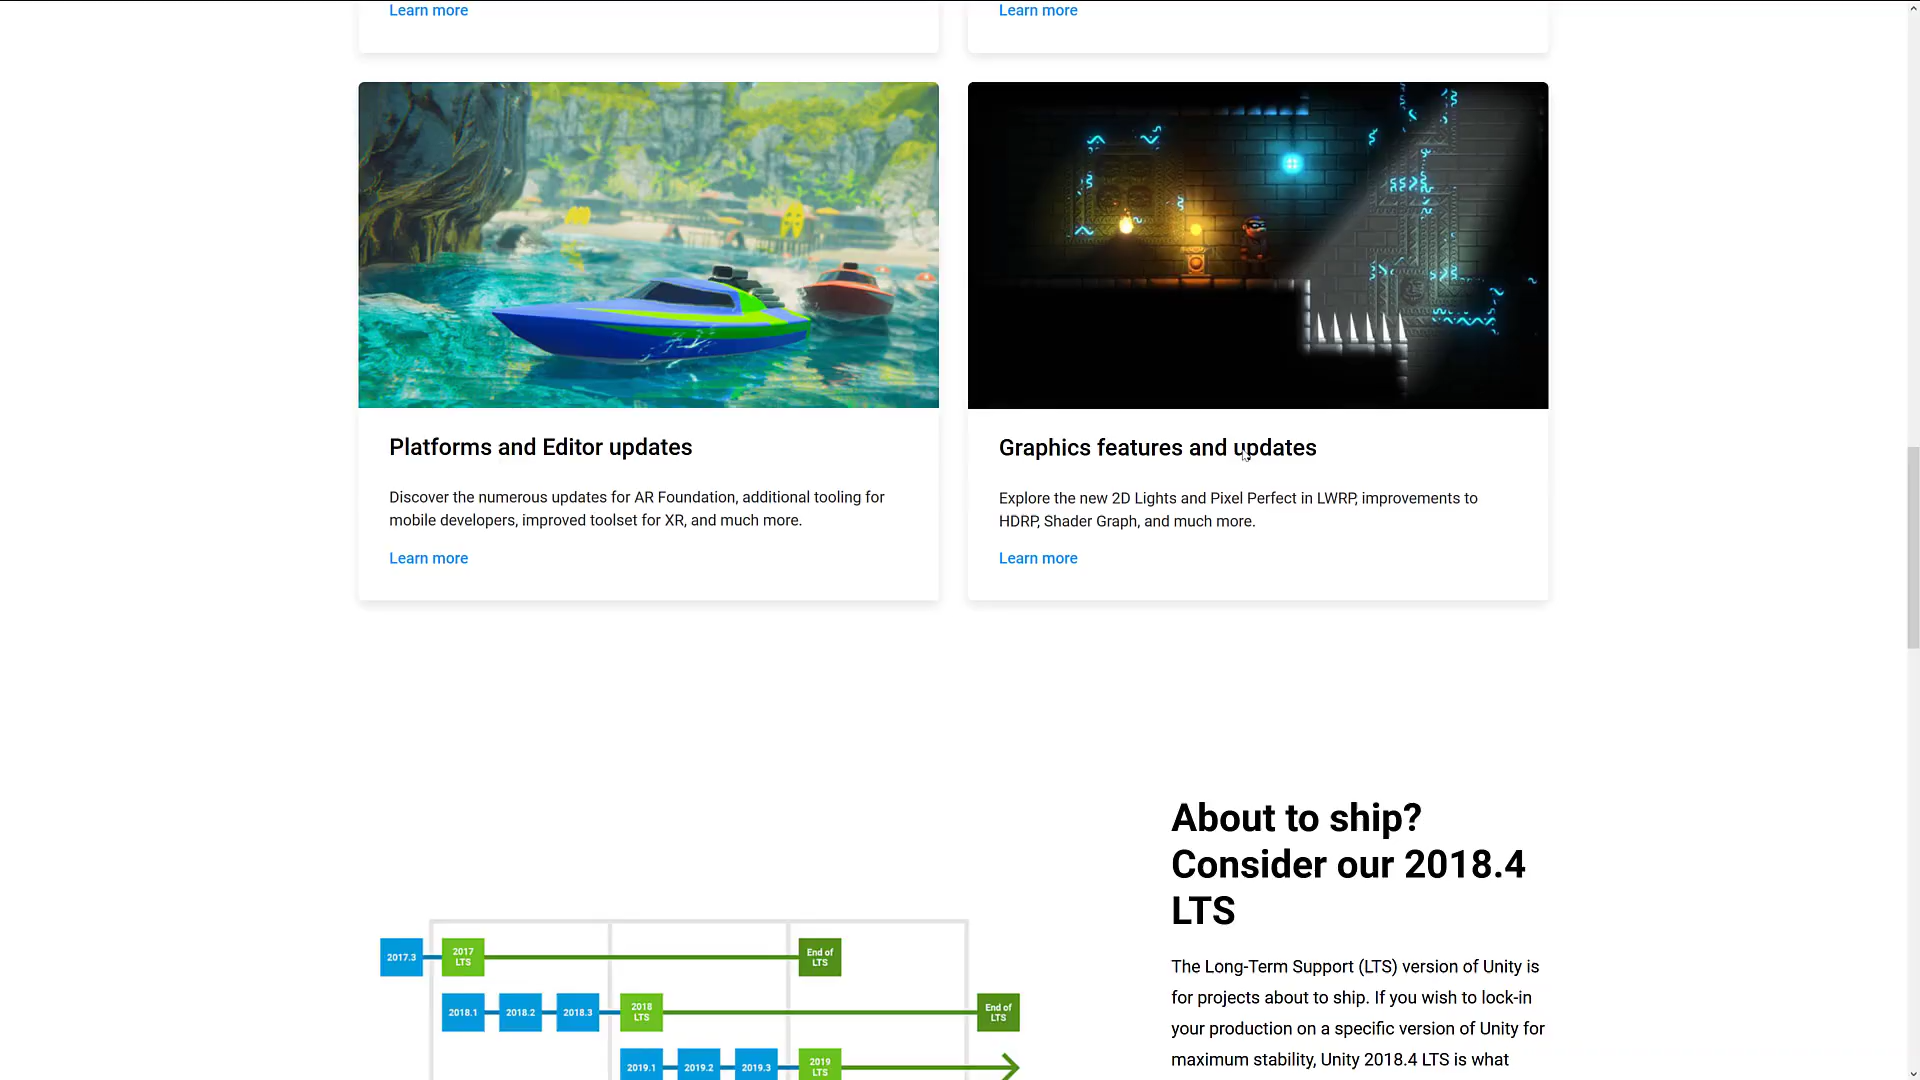 Learn more
Learn more
Platforms and Editor updates
Discover the numerous updates for AR Foundation, additional tooling for
mobile developers, improved toolset for XR, and much more.
Learn more
Graphics features and updates
Explore the new 2D Lights and Pixel Perfect in LWRP, improvements to
HDRP, Shader Graph, and much more.
Learn more
About to ship?
Consider our 2018.4
LTS
The Long-Term Support (LTS) version of Unity is
for projects about to ship. If you wish to lock-in
your production on a specific version of Unity for
maximum stability, Unity 2018.4 LTS is what
2017.3
2017
LTS
End of
LTS
2018.1
2018.2
2018.3
2018
LTS
End of
LTS
2019.1
2019.2
2019.3
2019
LTS